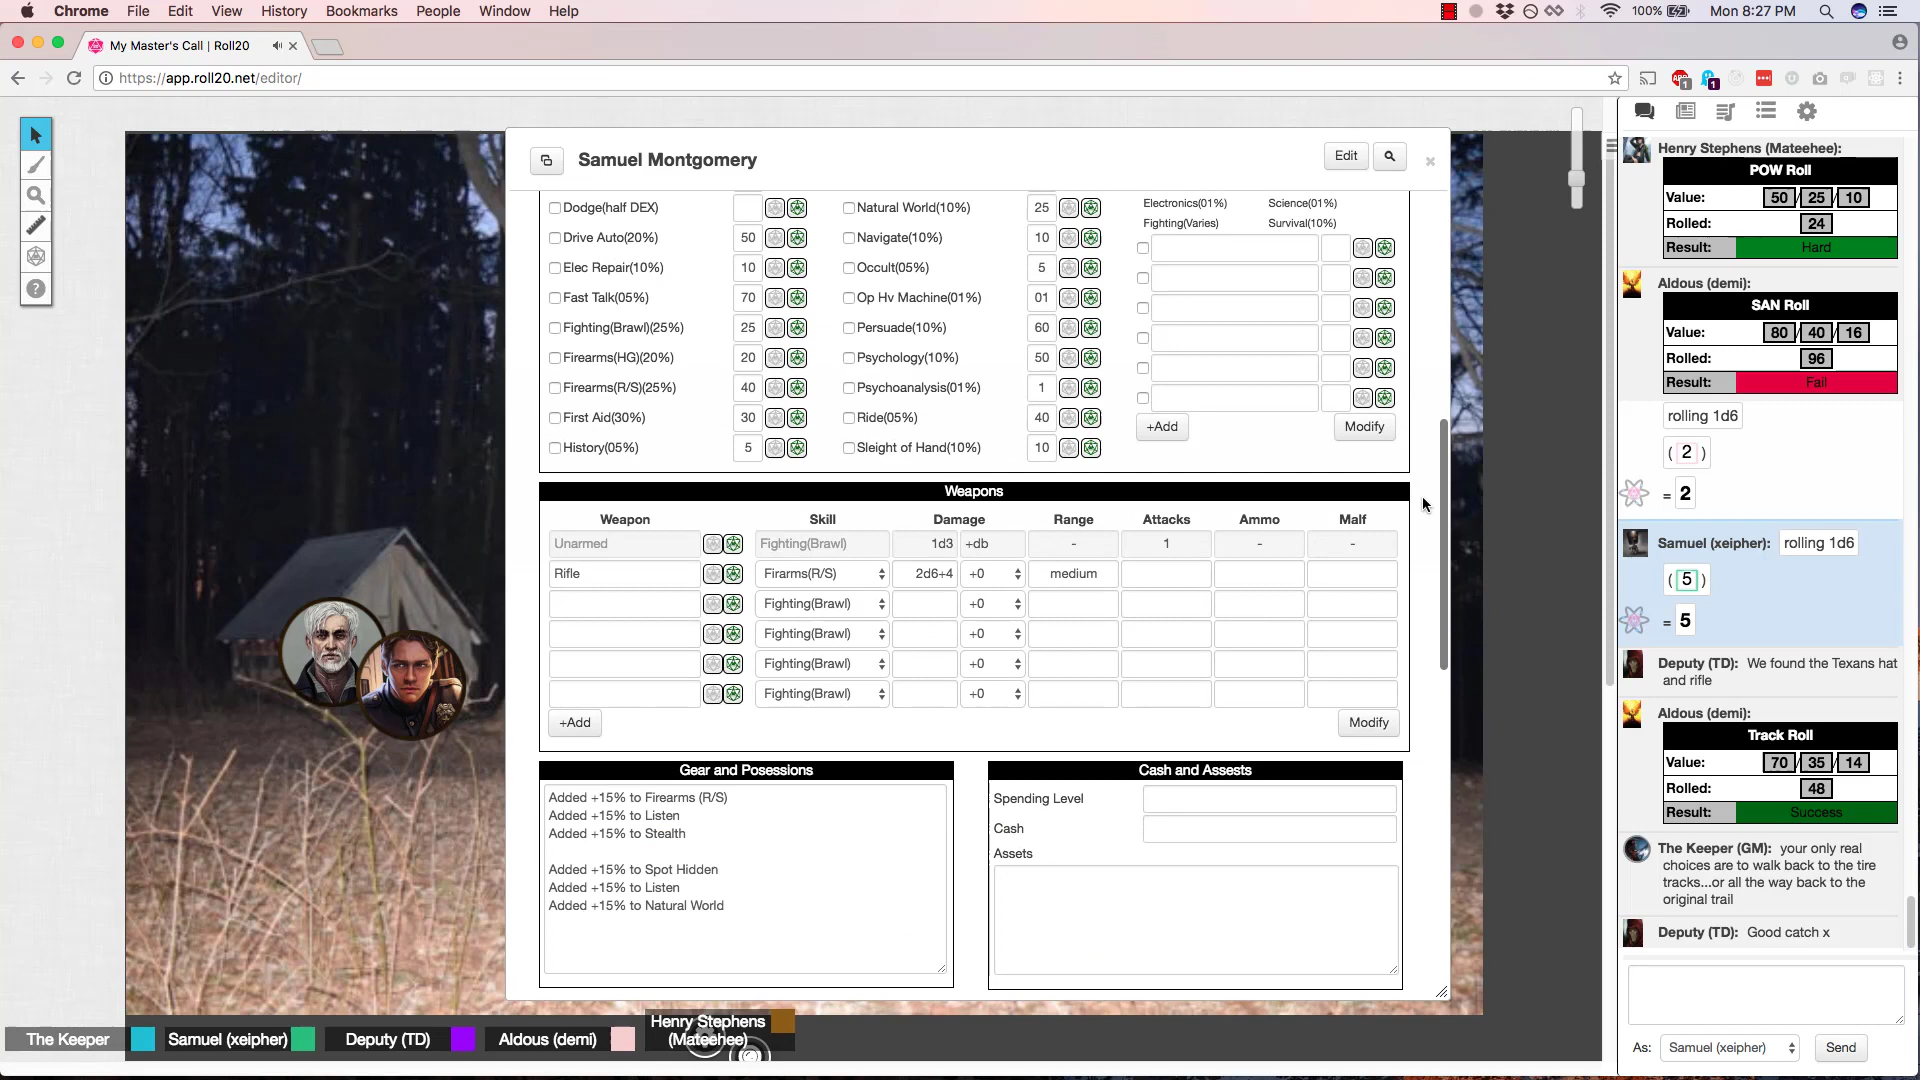 Chrome File Edit View History Bookmarks People Window Help 100% Mon 8:27 PM
My Master's Call | Roll20
https://app.roll20.net/editor/
Samuel Montgomery
Edit
Dodge(half DEX)
Drive Auto(20%) 50
Elec Repair(10%) 10
Fast Talk(05%) 70
Fighting(Brawl)(25%) 25
Firearms(HG)(20%) 20
Firearms(R/S)(25%) 40
First Aid(30%) 30
History(05%) 5
Natural World(10%) 25
Navigate(10%) 10
Occult(05%) 5
Op Hv Machine(01%) 01
Persuade(10%) 60
Psychology(10%) 50
Psychoanalysis(01%) 1
Ride(05%) 40
Sleight of Hand(10%) 10
Electronics(01%) Science(01%)
Fighting(Varies) Survival(10%)
+Add Modify
Weapons
Weapon Skill Damage Range Attacks Ammo Malf
Unarmed Fighting(Brawl) 1d3 +db - 1 - -
Rifle Firarms(R/S) 2d6+4 +0 medium
Fighting(Brawl) +0
Fighting(Brawl) +0
Fighting(Brawl) +0
Fighting(Brawl) +0
+Add Modify
Gear and Posessions
Added +15% to Firearms (R/S)
Added +15% to Listen
Added +15% to Stealth
Added +15% to Spot Hidden
Added +15% to Listen
Added +15% to Natural World
Cash and Assests
Spending Level
Cash
Assets
Henry Stephens (Mateehee):
POW Roll
Value: 50 / 25 / 10
Rolled: 24
Result: Hard
Aldous (demi):
SAN Roll
Value: 80 / 40 / 16
Rolled: 96
Result: Fail
rolling 1d6
( 2 )
= 2
Samuel (xeipher): rolling 1d6
( 5 )
= 5
Deputy (TD): We found the Texans hat
and rifle
Aldous (demi):
Track Roll
Value: 70 / 35 / 14
Rolled: 48
Result: Success
The Keeper (GM): your only real
choices are to walk back to the tire
tracks...or all the way back to the
original trail
Deputy (TD): Good catch x
As: Samuel (xeipher) Send
The Keeper
Samuel (xeipher)
Deputy (TD)
Aldous (demi)
Henry Stephens
(Mateehee)